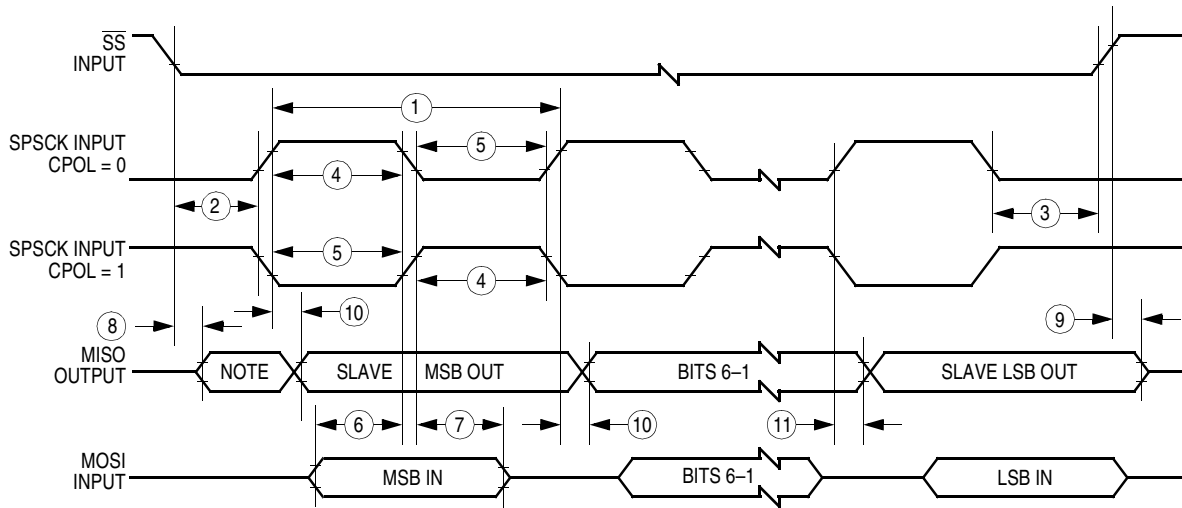 SS
INPUT
1
SPSCK INPUT
CPOL = 0
5
4
2
3
SPSCK INPUT
CPOL = 1
5
4
8
10
9
MISO
OUTPUT
NOTE
SLAVE MSB OUT
BITS 6–1
SLAVE LSB OUT
6
7
10
11
MOSI
INPUT
MSB IN
BITS 6–1
LSB IN